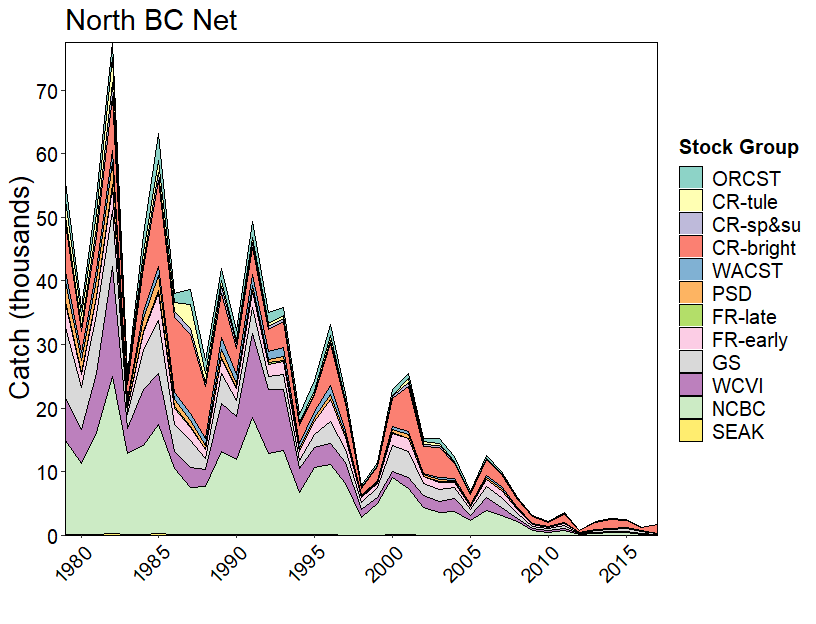 North BC Net
Catch (thousands)
70
60
50
40
30
20
10
0
1980
1985
1990
1995
2000
2005
2010
2015
Stock Group
ORCST
CR-tule
CR-sp&su
CR-bright
WACST
PSD
FR-late
FR-early
GS
WCVI
NCBC
SEAK